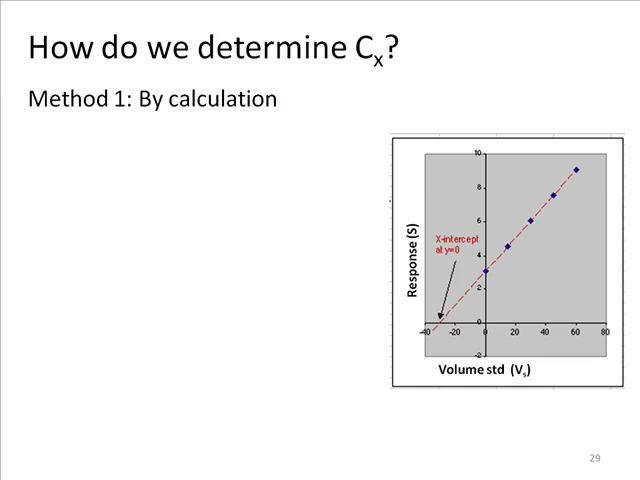 How do we determine Cx?
Method 1: By calculation
10
8
6
4
2
0
-2
-40
-20
0
20
40
60
80
X-intercept
at y=0
Response (S)
Volume std (Vs)
29